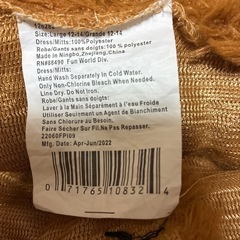 Size:Large 12-14/Grande 12-14
Dress/Mitts:100%Polyester
Robe/Gants sans doigts:100 % polyester
Made in Ningbo,Zhejiang,China
RN#88490 Fun World Div.
Dress/Mitts:
Hand Wash Separately in Cold Water.
Only Non-Chlorine Bleach When Needed.
Line Dry.Do Not Iron.
Robe/Gants sans doigts:
Laver à la Main Séparément à l'eau Froide
Utiliser Seulement un Agent de Blanchiment
Sans Chlorure au Besoin.
Faire Sécher Sur Fil.Ne Pas Repasser.
22060FPI09
Mfg. Date: Apr-Jun/2022
0 71765 10832 4